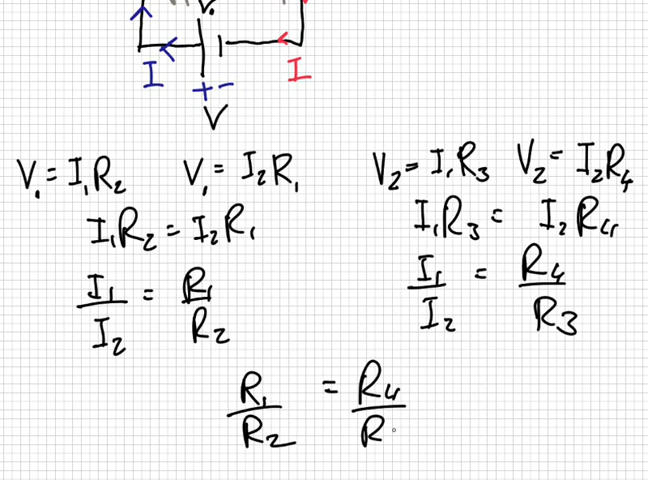 V.
I I
+ -
V
V₁ = I₁R₂ V₁ = I₂R₁ V₂ = I₁R₃ V₂ = I₂R₄
I₁R₂ = I₂R₁ I₁R₃ = I₂R₄
I₁/I₂ = R₁/R₂ I₁/I₂ = R₄/R₃
R₁/R₂ = R₄/R